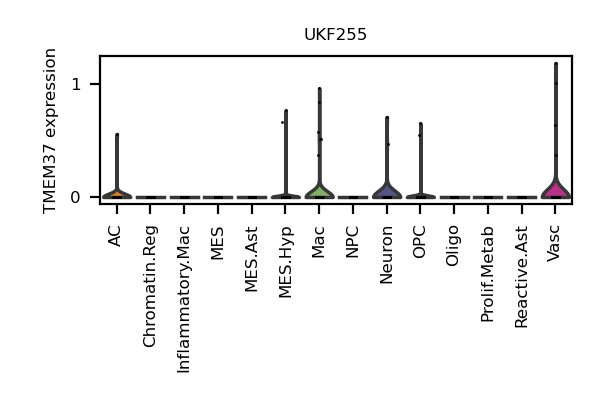 UKF255
TMEM37 expression
1
0
AC
Chromatin.Reg
Inflammatory.Mac
MES
MES.Ast
MES.Hyp
Mac
NPC
Neuron
OPC
Oligo
Prolif.Metab
Reactive.Ast
Vasc